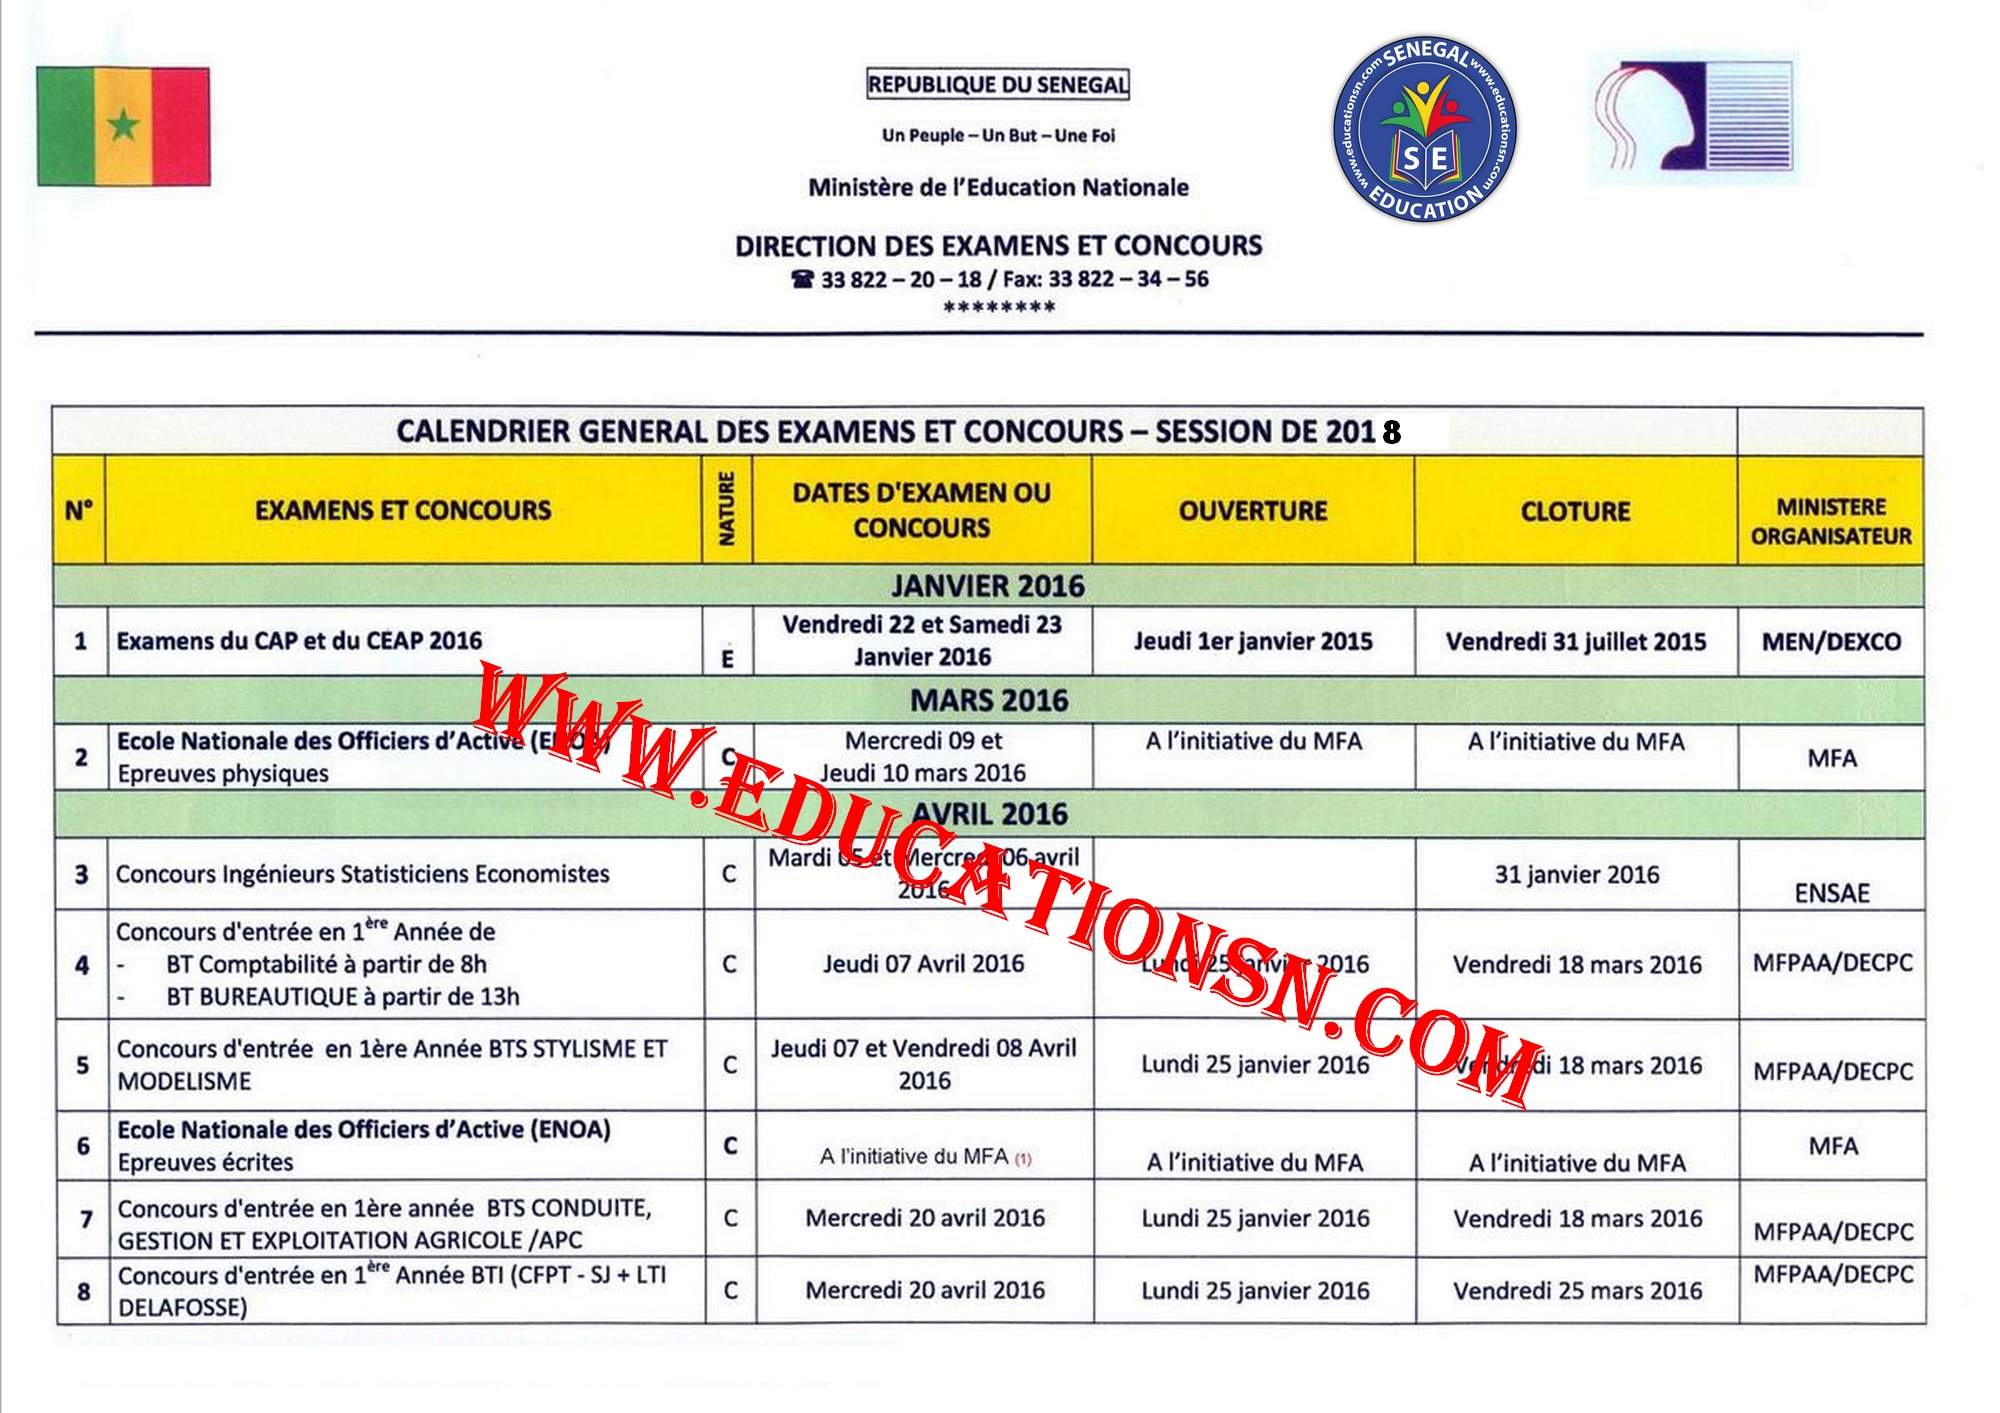 REPUBLIQUE DU SENEGAL
Un Peuple – Un But – Une Foi
Ministère de l’Education Nationale
DIRECTION DES EXAMENS ET CONCOURS
☎ 33 822 – 20 – 18 / Fax: 33 822 – 34 – 56
********
SENEGAL
www.educationsn.com
www.educationsn.com
S E
EDUCATION
CALENDRIER GENERAL DES EXAMENS ET CONCOURS – SESSION DE 2018
N° EXAMENS ET CONCOURS NATURE DATES D'EXAMEN OU CONCOURS OUVERTURE CLOTURE MINISTERE ORGANISATEUR
JANVIER 2016
1 Examens du CAP et du CEAP 2016 E Vendredi 22 et Samedi 23 Janvier 2016 Jeudi 1er janvier 2015 Vendredi 31 juillet 2015 MEN/DEXCO
MARS 2016
2 Ecole Nationale des Officiers d’Active (ENOA) Epreuves physiques C Mercredi 09 et Jeudi 10 mars 2016 A l’initiative du MFA A l’initiative du MFA MFA
AVRIL 2016
3 Concours Ingénieurs Statisticiens Economistes C Mardi 05 et Mercredi 06 avril 2016 31 janvier 2016 ENSAE
4 Concours d'entrée en 1ère Année de
- BT Comptabilité à partir de 8h
- BT BUREAUTIQUE à partir de 13h
C Jeudi 07 Avril 2016 Lundi 25 janvier 2016 Vendredi 18 mars 2016 MFPAA/DECPC
5 Concours d'entrée en 1ère Année BTS STYLISME ET MODELISME C Jeudi 07 et Vendredi 08 Avril 2016 Lundi 25 janvier 2016 Vendredi 18 mars 2016 MFPAA/DECPC
6 Ecole Nationale des Officiers d’Active (ENOA) Epreuves écrites C A l’initiative du MFA (1) A l’initiative du MFA A l’initiative du MFA MFA
7 Concours d'entrée en 1ère année BTS CONDUITE, GESTION ET EXPLOITATION AGRICOLE /APC C Mercredi 20 avril 2016 Lundi 25 janvier 2016 Vendredi 18 mars 2016 MFPAA/DECPC
8 Concours d'entrée en 1ère Année BTI (CFPT - SJ + LTI DELAFOSSE) C Mercredi 20 avril 2016 Lundi 25 janvier 2016 Vendredi 25 mars 2016 MFPAA/DECPC
WWW.EDUCATIONSN.COM